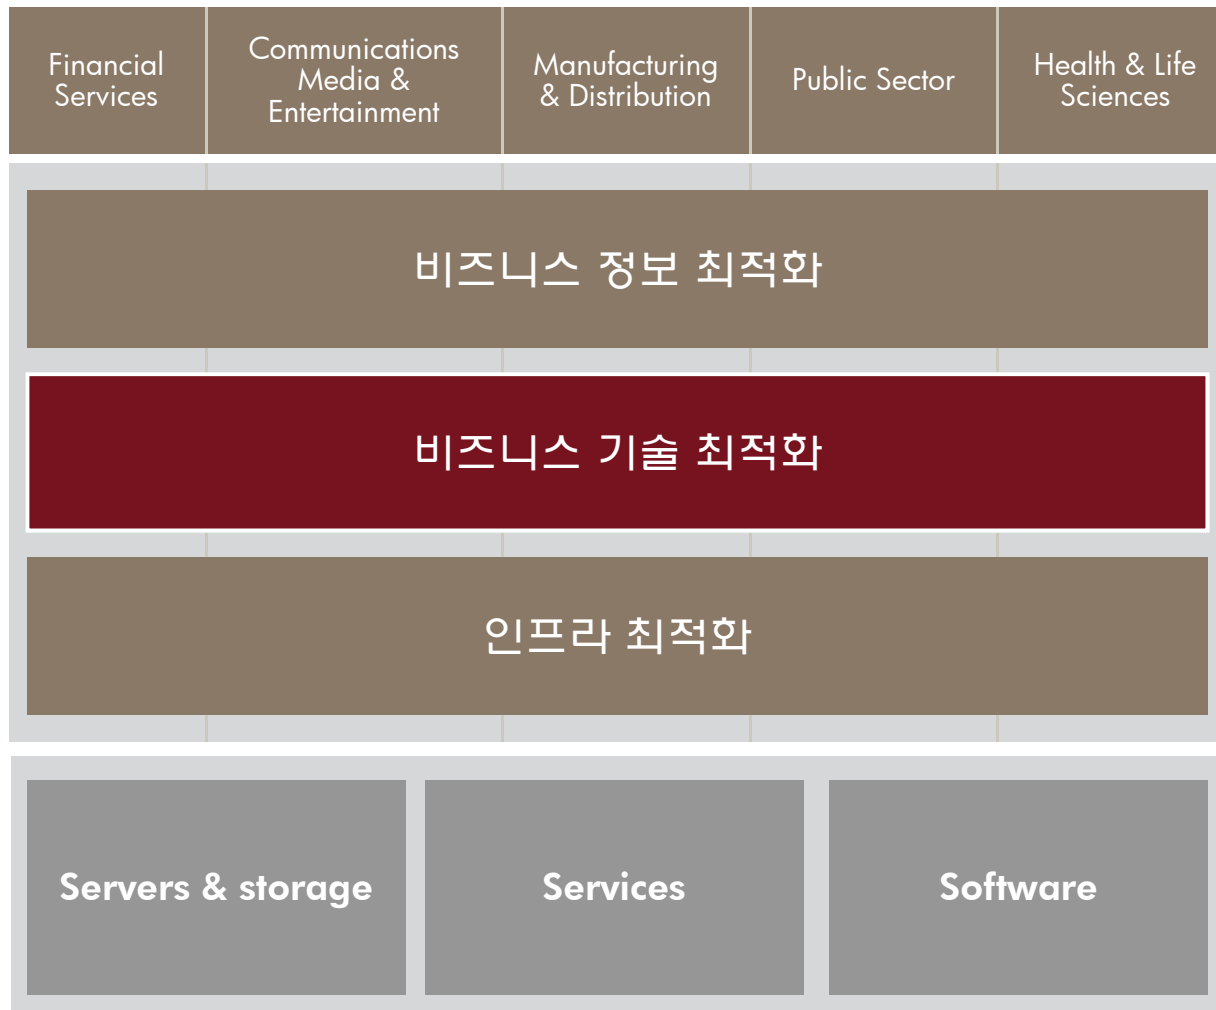 Financial
Services
Communications
Media &
Entertainment
Manufacturing
& Distribution
Public Sector
Health & Life
Sciences
비즈니스 정보 최적화
비즈니스 기술 최적화
인프라 최적화
Servers & storage
Services
Software